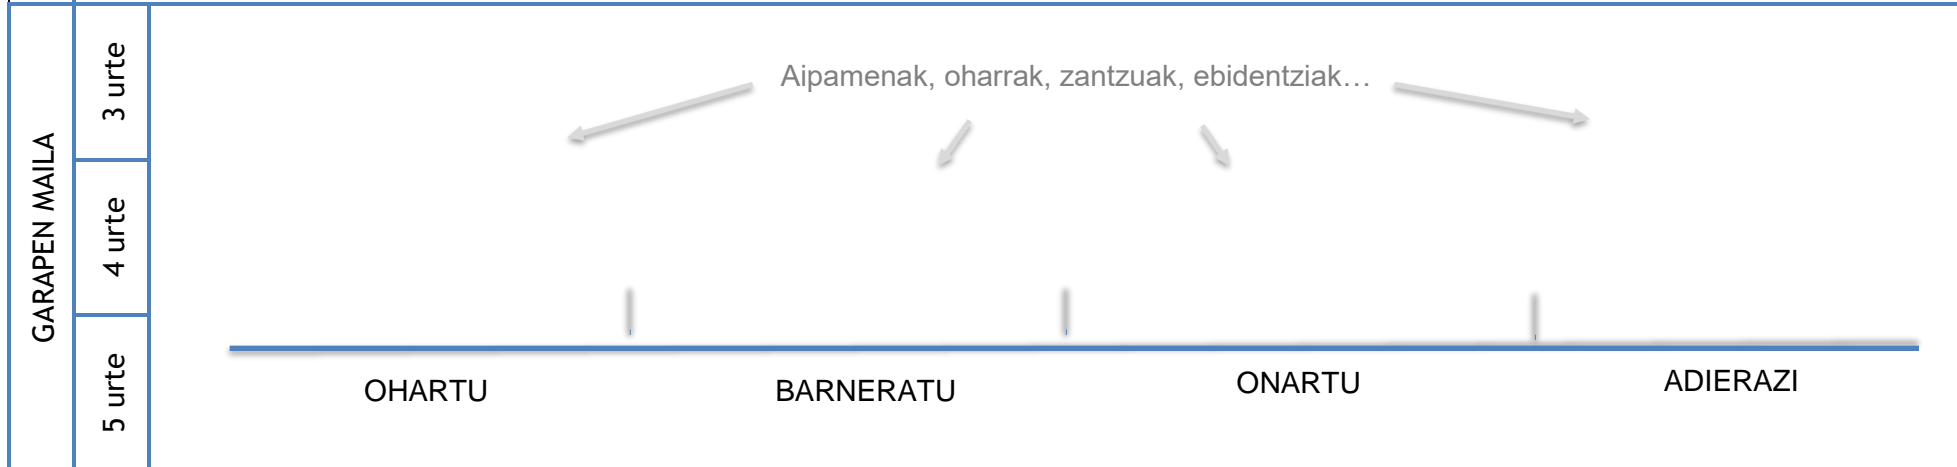 GARAPEN MAILA
3 urte
4 urte
5 urte
Aipamenak, oharrak, zantzuak, ebidentziak…
OHARTU
BARNERATU
ONARTU
ADIERAZI